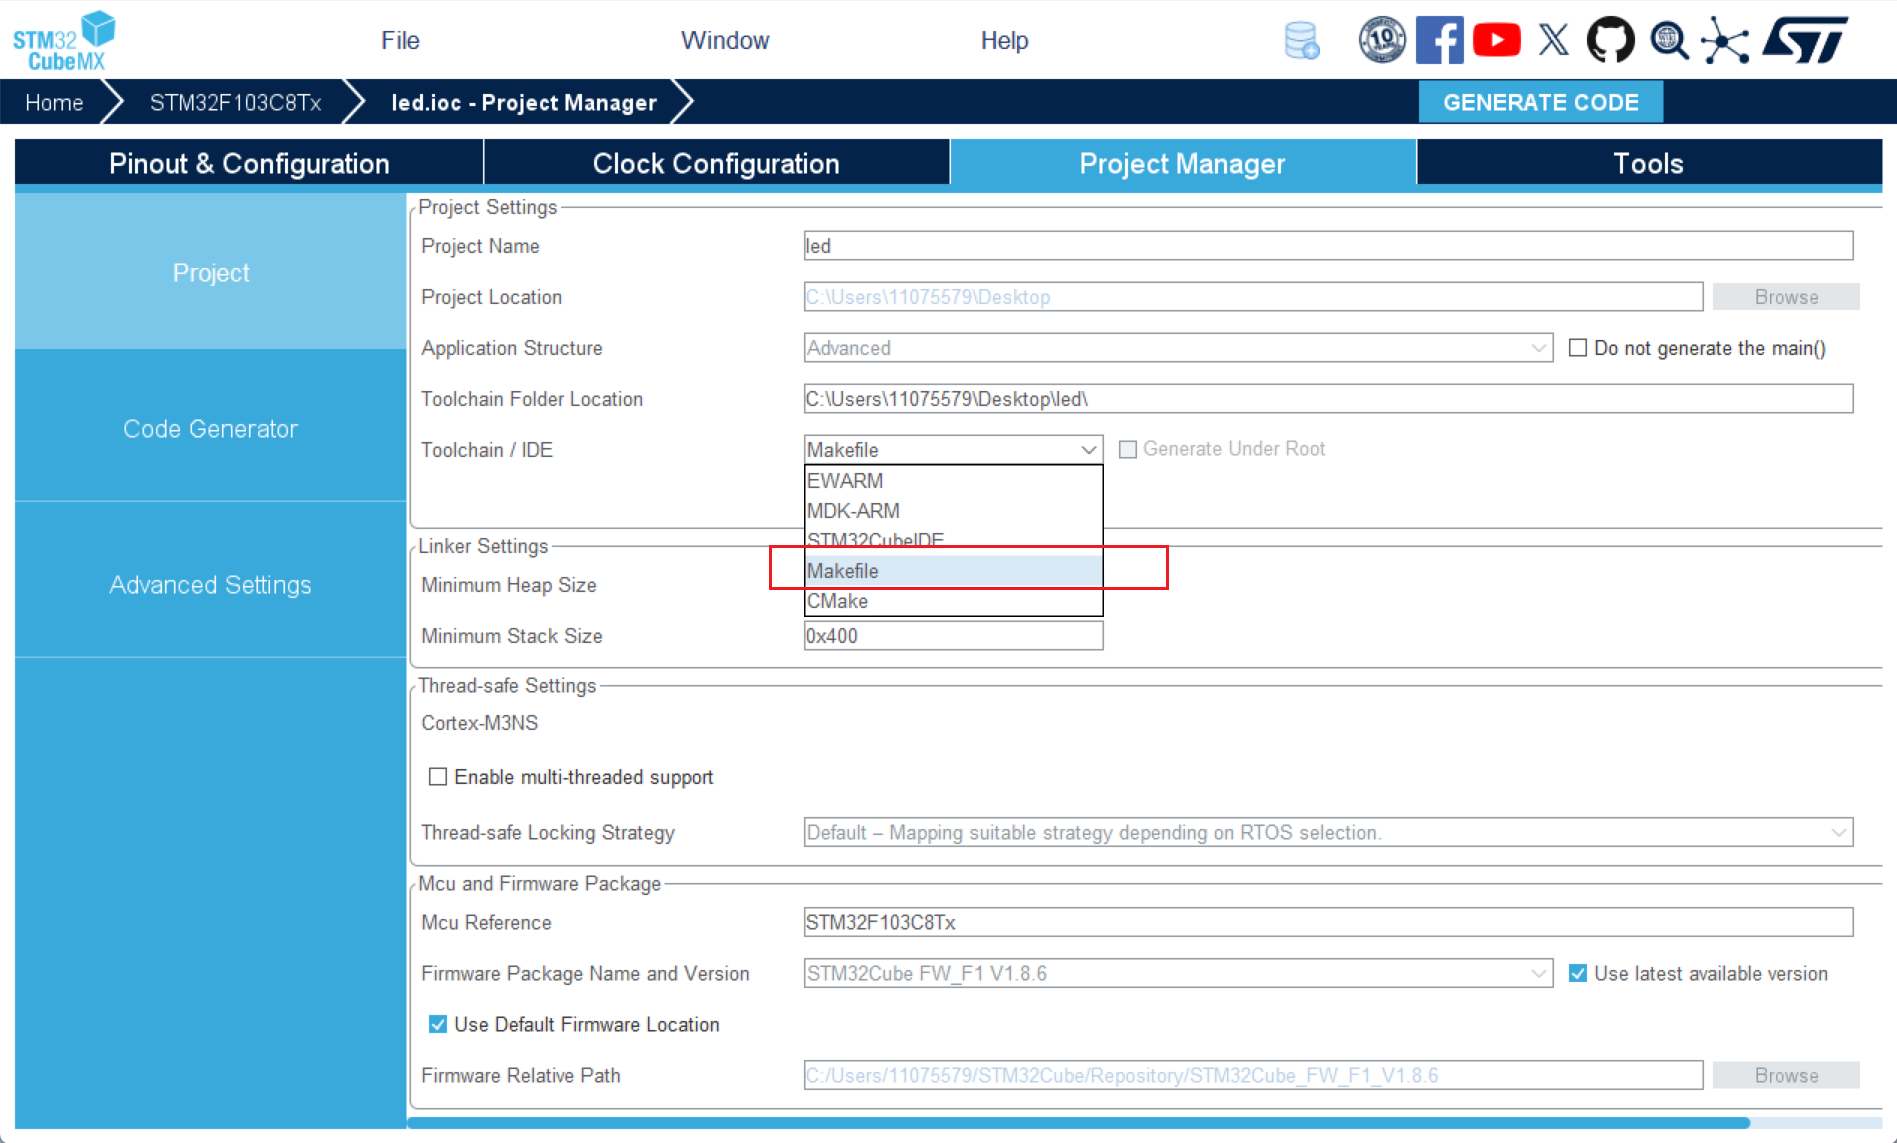 STM32
CubeMX
File
Window
Help
10
Home
STM32F103C8Tx
led.ioc - Project Manager
GENERATE CODE
Pinout & Configuration
Clock Configuration
Project Manager
Tools
Project
Code Generator
Advanced Settings
Project Settings
Project Name
led
Project Location
C:\Users\11075579\Desktop
Browse
Application Structure
Advanced
Do not generate the main()
Toolchain Folder Location
C:\Users\11075579\Desktop\led\
Toolchain / IDE
Makefile
Generate Under Root
EWARM
MDK-ARM
STM32CubeIDE
Makefile
CMake
Linker Settings
Minimum Heap Size
Minimum Stack Size
0x400
Thread-safe Settings
Cortex-M3NS
Enable multi-threaded support
Thread-safe Locking Strategy
Default – Mapping suitable strategy depending on RTOS selection.
Mcu and Firmware Package
Mcu Reference
STM32F103C8Tx
Firmware Package Name and Version
STM32Cube FW_F1 V1.8.6
Use latest available version
Use Default Firmware Location
Firmware Relative Path
C:/Users/11075579/STM32Cube/Repository/STM32Cube_FW_F1_V1.8.6
Browse